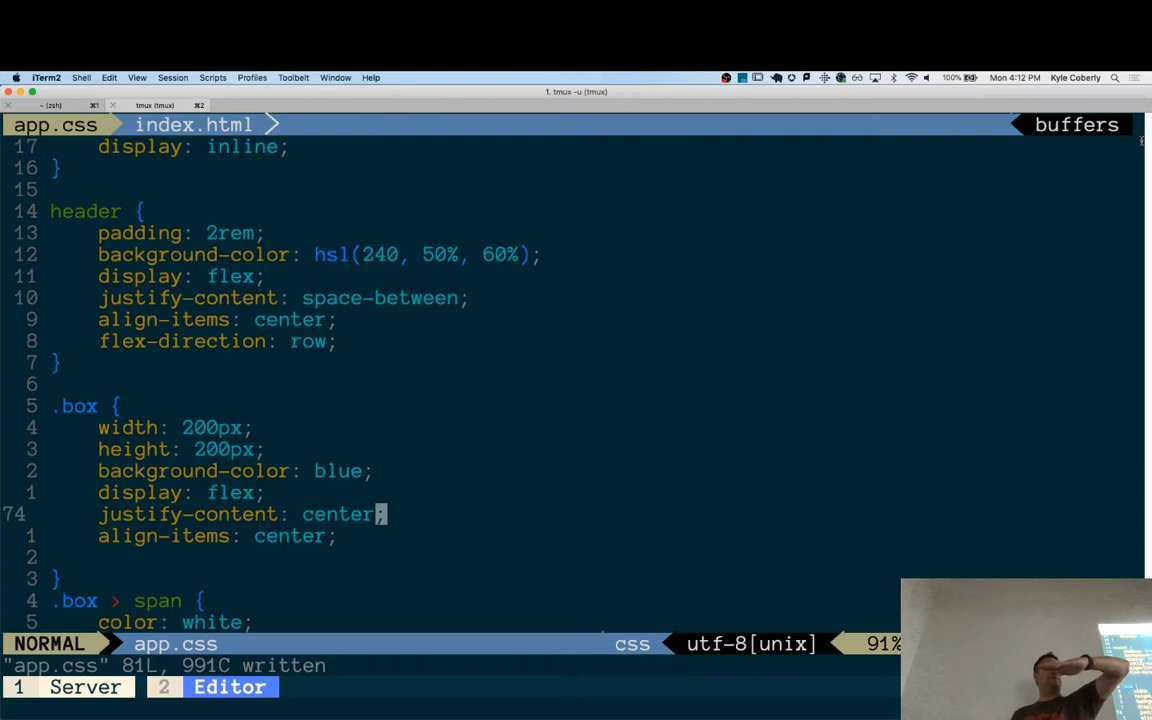 iTerm2 Shell Edit View Session Scripts Profiles Toolbelt Window Help 100% Mon 4:12 PM Kyle Coberly
1. tmux -u (tmux)
~ (zsh) ⌘1 tmux (tmux) ⌘2
app.css index.html buffers
17 display: inline;
16 }
15
14 header {
13 padding: 2rem;
12 background-color: hsl(240, 50%, 60%);
11 display: flex;
10 justify-content: space-between;
9 align-items: center;
8 flex-direction: row;
7 }
6
5 .box {
4 width: 200px;
3 height: 200px;
2 background-color: blue;
1 display: flex;
74 justify-content: center;
1 align-items: center;
2
3 }
4 .box > span {
5 color: white;
NORMAL app.css css utf-8[unix] 91%
"app.css" 81L, 991C written
1 Server 2 Editor